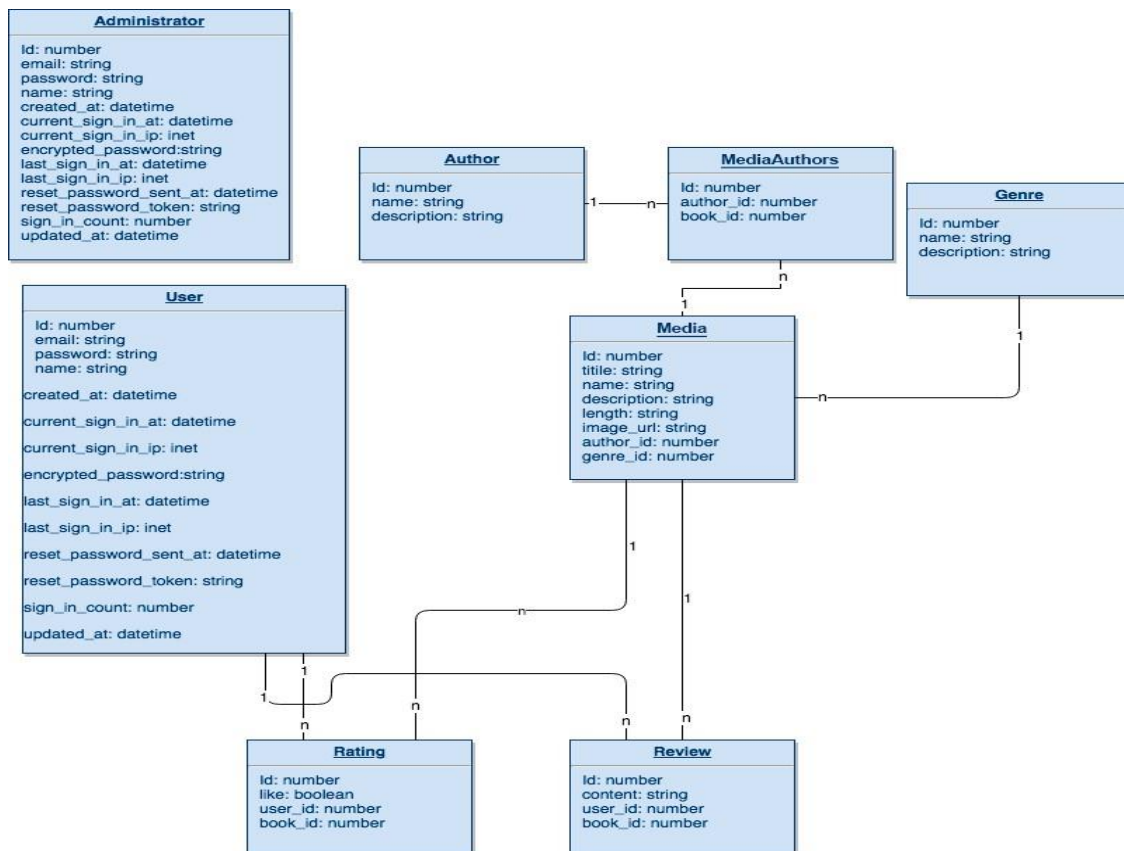 Administrator
Id: number
email: string
password: string
name: string
created_at: datetime
current_sign_in_at: datetime
current_sign_in_ip: inet
encrypted_password:string
last_sign_in_at: datetime
last_sign_in_ip: inet
reset_password_sent_at: datetime
reset_password_token: string
sign_in_count: number
updated_at: datetime
Author
Id: number
name: string
description: string
1
n
MediaAuthors
Id: number
author_id: number
book_id: number
n
1
Genre
Id: number
name: string
description: string
1
n
User
Id: number
email: string
password: string
name: string
created_at: datetime
current_sign_in_at: datetime
current_sign_in_ip: inet
encrypted_password:string
last_sign_in_at: datetime
last_sign_in_ip: inet
reset_password_sent_at: datetime
reset_password_token: string
sign_in_count: number
updated_at: datetime
Media
Id: number
titile: string
name: string
description: string
length: string
image_url: string
author_id: number
genre_id: number
1
n
1
1
1
n
n
n
n
Rating
Id: number
like: boolean
user_id: number
book_id: number
Review
Id: number
content: string
user_id: number
book_id: number